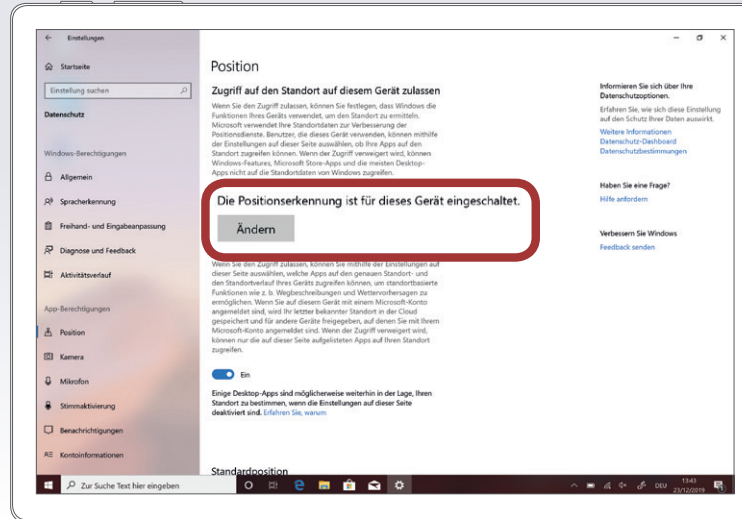 Einstellungen
Startseite
Einstellung suchen
Datenschutz
Windows-Berechtigungen
Allgemein
Spracherkennung
Freihand- und Eingabeanpassung
Diagnose und Feedback
Aktivitätsverlauf
App-Berechtigungen
Position
Kamera
Mikrofon
Stimmaktivierung
Benachrichtigungen
Kontoinformationen
Position
Zugriff auf den Standort auf diesem Gerät zulassen
Wenn Sie den Zugriff zulassen, können Sie festlegen, dass Windows die
Funktionen Ihres Geräts verwendet, um den Standort zu ermitteln.
Microsoft verwendet Ihre Standortdaten zur Verbesserung der
Positionsdienste. Benutzer, die dieses Gerät verwenden, können mithilfe
der Einstellungen auf dieser Seite auswählen, ob Ihre Apps auf den
Standort zugreifen können. Wenn der Zugriff verweigert wird, können
Windows-Features, Microsoft Store-Apps und die meisten Desktop-
Apps nicht auf die Standortdaten von Windows zugreifen.
Die Positionserkennung ist für dieses Gerät eingeschaltet.
Ändern
Wenn Sie den Zugriff zulassen, können Sie mithilfe der Einstellungen auf
dieser Seite auswählen, welche Apps auf den genauen Standort- und
den Standortverlauf Ihres Geräts zugreifen können, um standortbasierte
Funktionen wie z. b. Wegbeschreibungen und Wettervorhersagen zu
ermöglichen. Wenn Sie auf diesem Gerät mit einem Microsoft-Konto
angemeldet sind, wird Ihr letzter bekannter Standort in der Cloud
gespeichert und für andere Geräte freigegeben, auf denen Sie mit Ihrem
Microsoft-Konto angemeldet sind. Wenn der Zugriff verweigert wird,
können nur die auf dieser Seite aufgelisteten Apps auf Ihren Standort
zugreifen.
Ein
Einige Desktop-Apps sind möglicherweise weiterhin in der Lage, Ihren
Standort zu bestimmen, wenn die Einstellungen auf dieser Seite
deaktiviert sind. Erfahren Sie, warum
Standardposition
Informieren Sie sich über Ihre
Datenschutzoptionen.
Erfahren Sie, wie sich diese Einstellung
auf den Schutz Ihrer Daten auswirkt.
Weitere Informationen
Datenschutz-Dashboard
Datenschutzbestimmungen
Haben Sie eine Frage?
Hilfe anfordern
Verbessern Sie Windows
Feedback senden
Zur Suche Text hier eingeben
DEU
13:43
23/12/2019